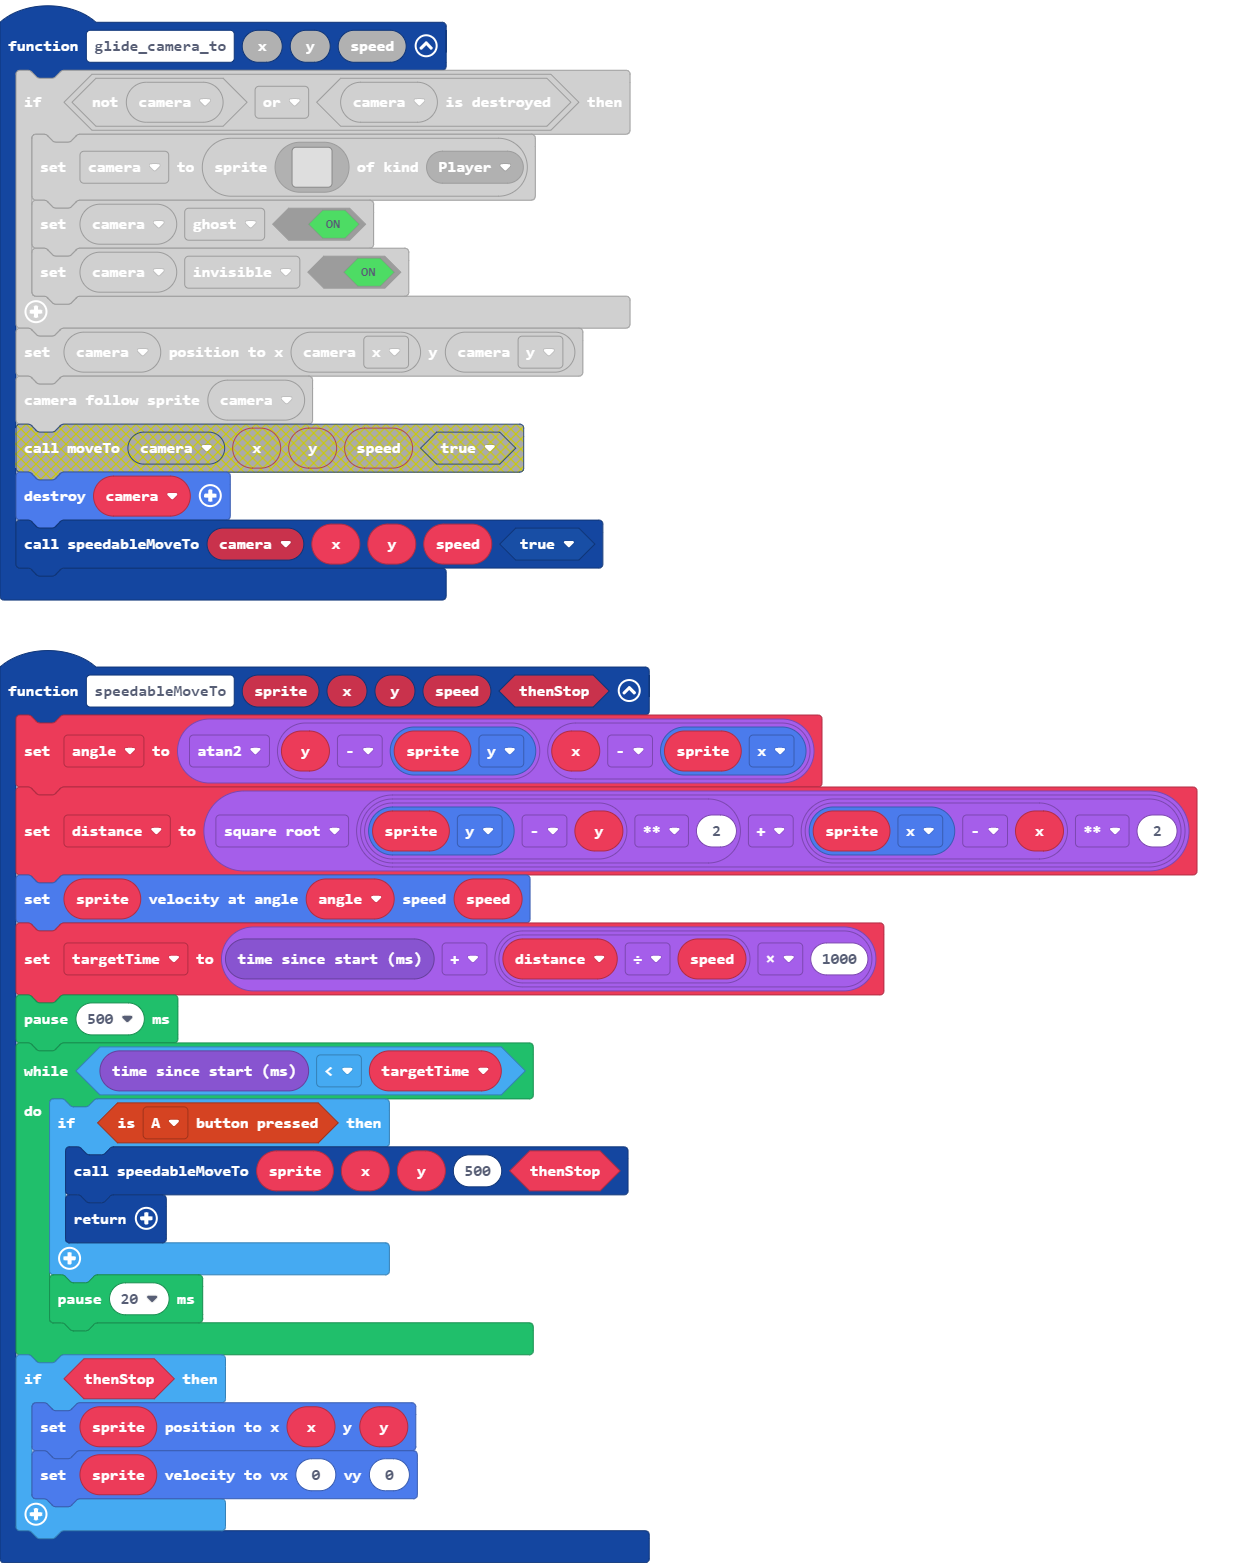 function glide_camera_to x y speed
if not camera or camera is destroyed then
set camera to sprite of kind Player
set camera ghost ON
set camera invisible ON
set camera position to x camera x y camera y
camera follow sprite camera
call moveTo camera x y speed true
destroy camera
call speedableMoveTo camera x y speed true
function speedableMoveTo sprite x y speed thenStop
set angle to atan2 y - sprite y x - sprite x
set distance to square root sprite y - y ** 2 + sprite x - x ** 2
set sprite velocity at angle angle speed speed
set targetTime to time since start (ms) + distance ÷ speed × 1000
pause 500 ms
while time since start (ms) < targetTime
do
if is A button pressed then
call speedableMoveTo sprite x y 500 thenStop
return
pause 20 ms
if thenStop then
set sprite position to x x y y
set sprite velocity to vx 0 vy 0